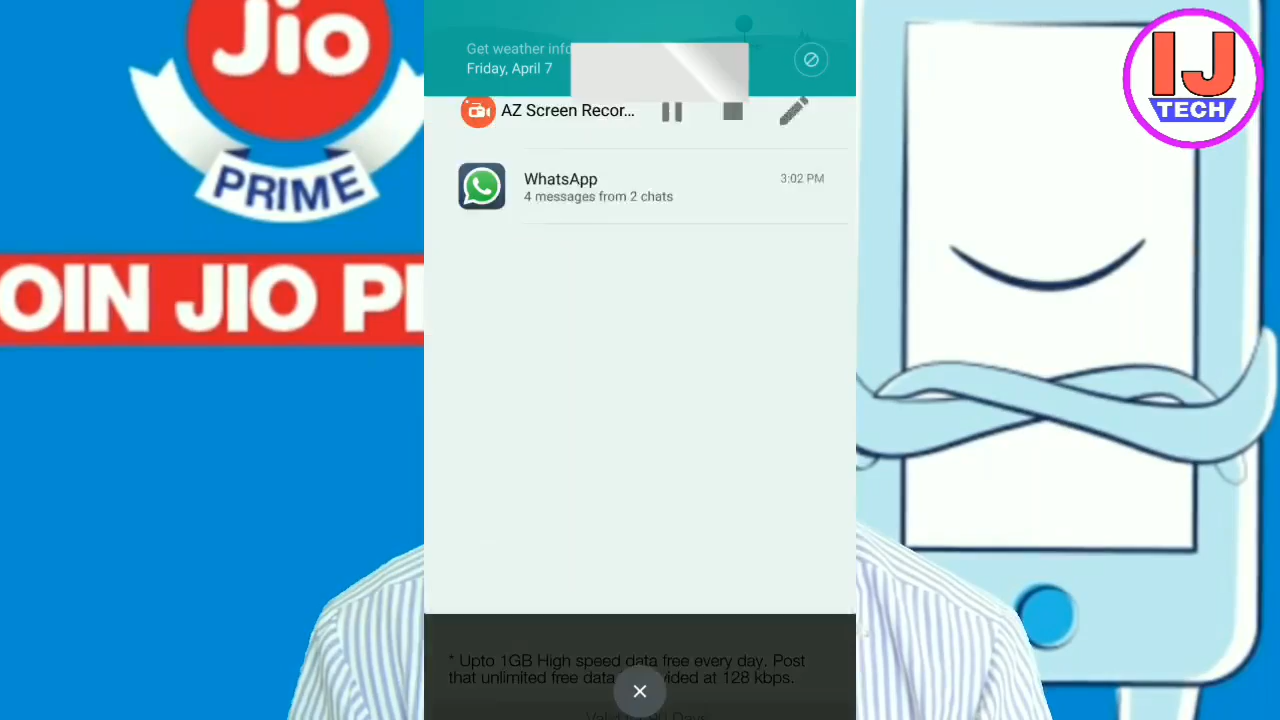 Jio
PRIME
OIN JIO P
Get weather info
Friday, April 7
AZ Screen Recor...
WhatsApp
3:02 PM
4 messages from 2 chats
* Upto 1GB High speed data free every day. Post
that unlimited free data vided at 128 kbps.
IJ
TECH